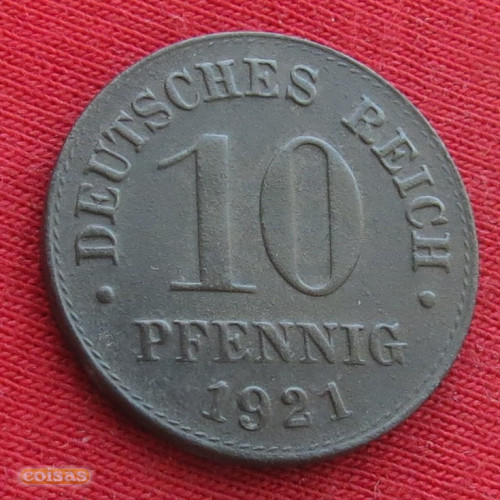 • DEUTSCHES REICH •
10
PFENNIG
1921
coisas